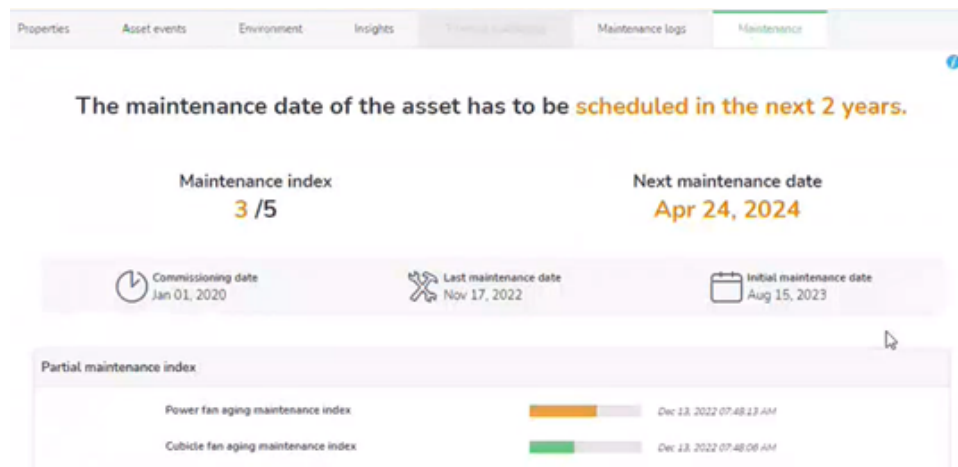 Properties Asset events Environment Insights Maintenance logs Maintenance
The maintenance date of the asset has to be scheduled in the next 2 years.
Maintenance index Next maintenance date
3 /5 Apr 24, 2024
Commissioning date Last maintenance date Initial maintenance date
Jan 01, 2020 Nov 17, 2022 Aug 15, 2023
Partial maintenance index
Power fan aging maintenance index Dec 13, 2022 07:48:13 AM
Cubicle fan aging maintenance index Dec 13, 2022 07:48:06 AM